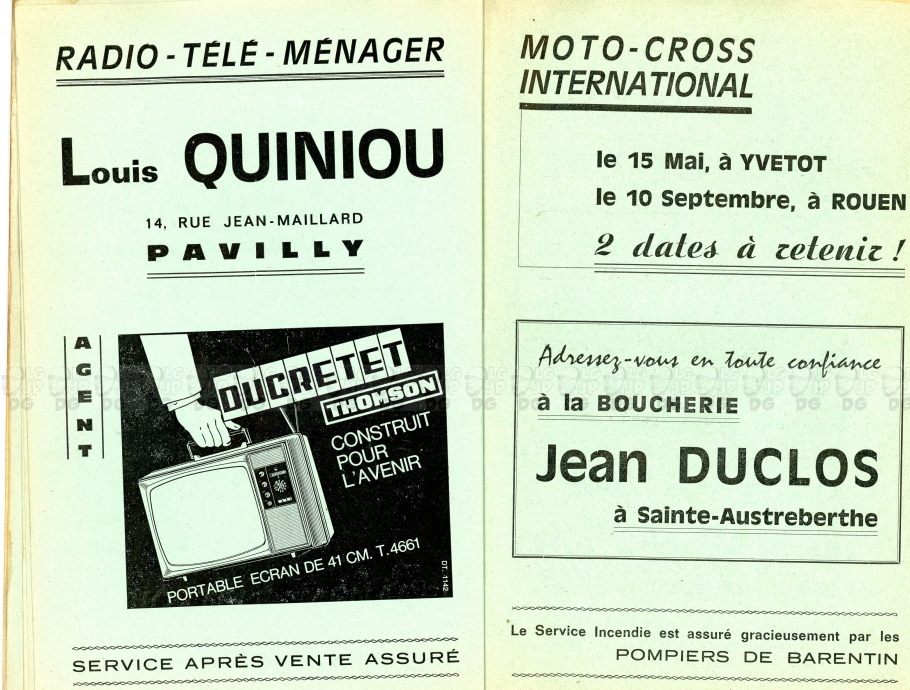 RADIO - TÉLÉ - MÉNAGER
Louis QUINIOU
14, RUE JEAN-MAILLARD
PAVILLY
AGENT
DUCRETET
THOMSON
CONSTRUIT
POUR
L'AVENIR
PORTABLE ECRAN DE 41 CM. T.4661
DT. 1142
SERVICE APRÈS VENTE ASSURÉ
MOTO-CROSS
INTERNATIONAL
le 15 Mai, à YVETOT
le 10 Septembre, à ROUEN
2 dates à retenir !
Adressez-vous en toute confiance
à la BOUCHERIE
Jean DUCLOS
à Sainte-Austreberthe
Le Service Incendie est assuré gracieusement par les
POMPIERS DE BARENTIN